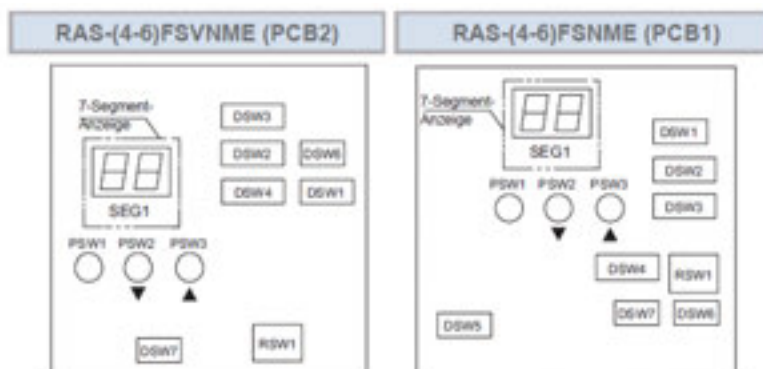 RAS-(4-6)FSVNME (PCB2)
7-Segment-
Anzeige
SEG1
DSW3
DSW2 DSW6
DSW4 DSW1
PSW1 PSW2 PSW3
▼ ▲
DSW7 RSW1
RAS-(4-6)FSNME (PCB1)
7-Segment-
Anzeige
SEG1
DSW1
DSW2
DSW3
PSW1 PSW2 PSW3
▼ ▲
DSW4 RSW1
DSW5 DSW7 DSW6